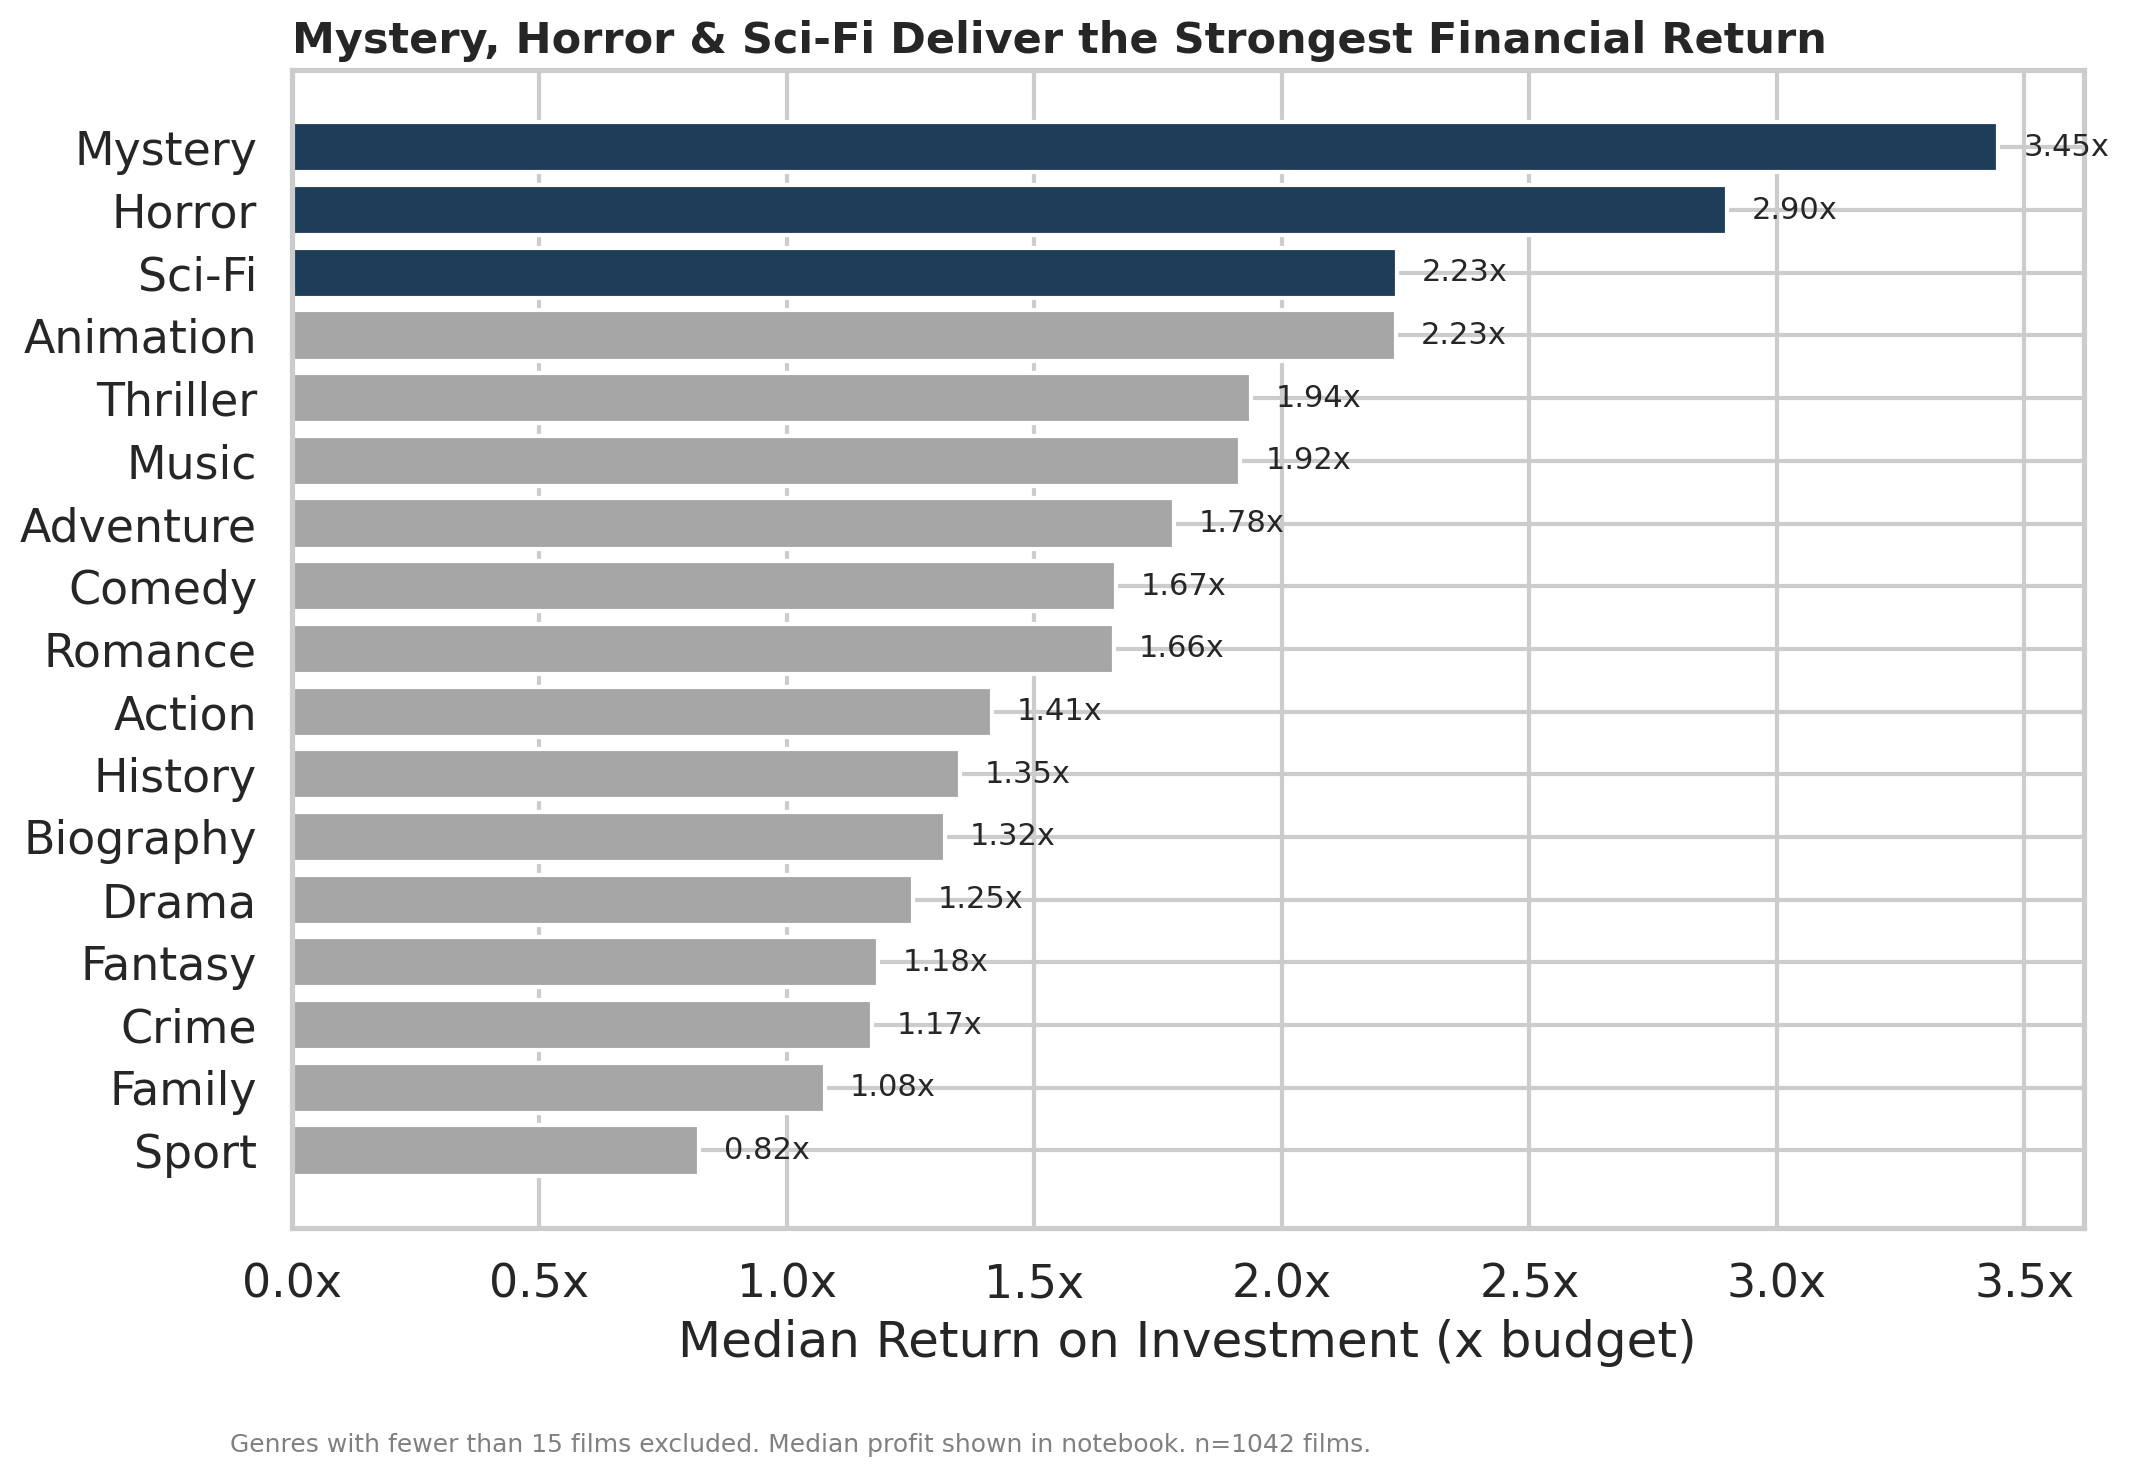 Mystery, Horror & Sci-Fi Deliver the Strongest Financial Return
Mystery 3.45x
Horror 2.90x
Sci-Fi 2.23x
Animation 2.23x
Thriller 1.94x
Music 1.92x
Adventure 1.78x
Comedy 1.67x
Romance 1.66x
Action 1.41x
History 1.35x
Biography 1.32x
Drama 1.25x
Fantasy 1.18x
Crime 1.17x
Family 1.08x
Sport 0.82x
0.0x 0.5x 1.0x 1.5x 2.0x 2.5x 3.0x 3.5x
Median Return on Investment (x budget)
Genres with fewer than 15 films excluded. Median profit shown in notebook. n=1042 films.